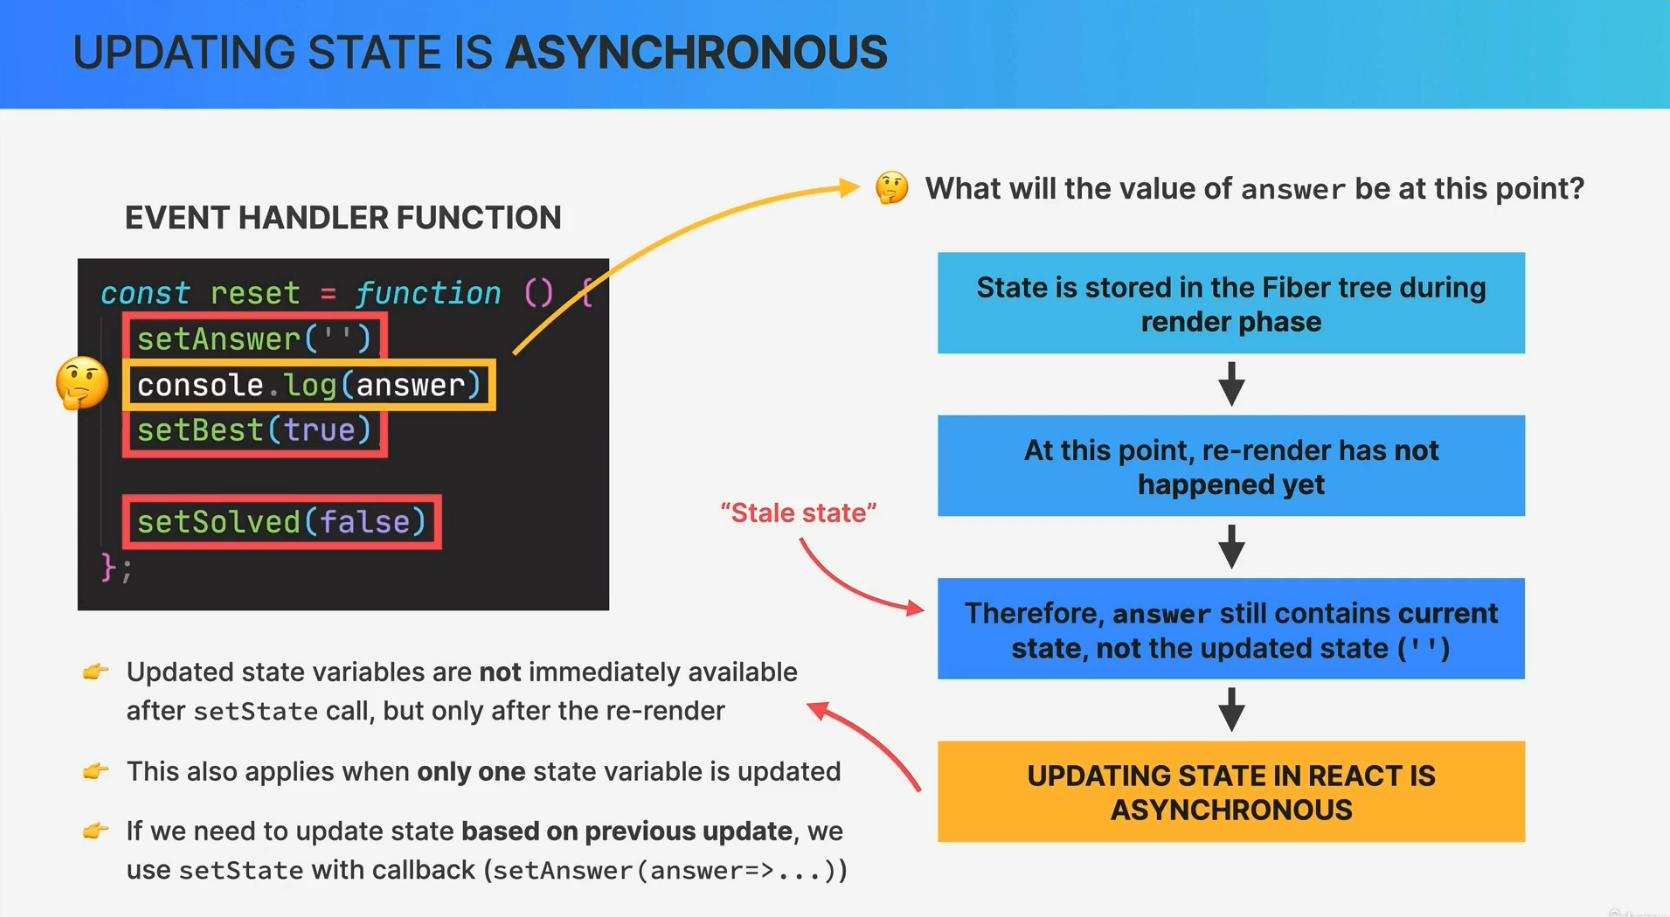 UPDATING STATE IS ASYNCHRONOUS
EVENT HANDLER FUNCTION
const reset = function () {
setAnswer('')
console.log(answer)
setBest(true)
setSolved(false)
};
👉 Updated state variables are not immediately available
after setState call, but only after the re-render
👉 This also applies when only one state variable is updated
👉 If we need to update state based on previous update, we
use setState with callback (setAnswer(answer=>...))
🤔 What will the value of answer be at this point?
State is stored in the Fiber tree during
render phase
At this point, re-render has not
happened yet
“Stale state”
Therefore, answer still contains current
state, not the updated state ('')
UPDATING STATE IN REACT IS
ASYNCHRONOUS